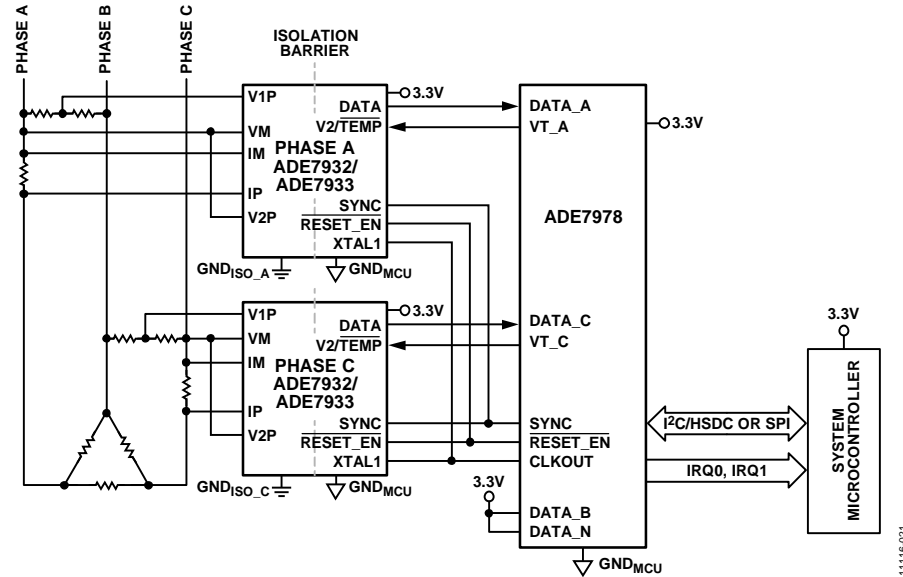 PHASE A
PHASE B
PHASE C
ISOLATION
BARRIER
V1P
VM
IM
IP
V2P
DATA
V2/TEMP
PHASE A
ADE7932/
ADE7933
SYNC
RESET_EN
XTAL1
3.3V
GNDISO_A
GNDMCU
V1P
VM
IM
IP
V2P
DATA
V2/TEMP
PHASE C
ADE7932/
ADE7933
SYNC
RESET_EN
XTAL1
3.3V
GNDISO_C
GNDMCU
DATA_A
VT_A
3.3V
ADE7978
DATA_C
VT_C
SYNC
RESET_EN
CLKOUT
3.3V
DATA_B
DATA_N
GNDMCU
I2C/HSDC OR SPI
IRQ0, IRQ1
3.3V
SYSTEM
MICROCONTROLLER
11116-021